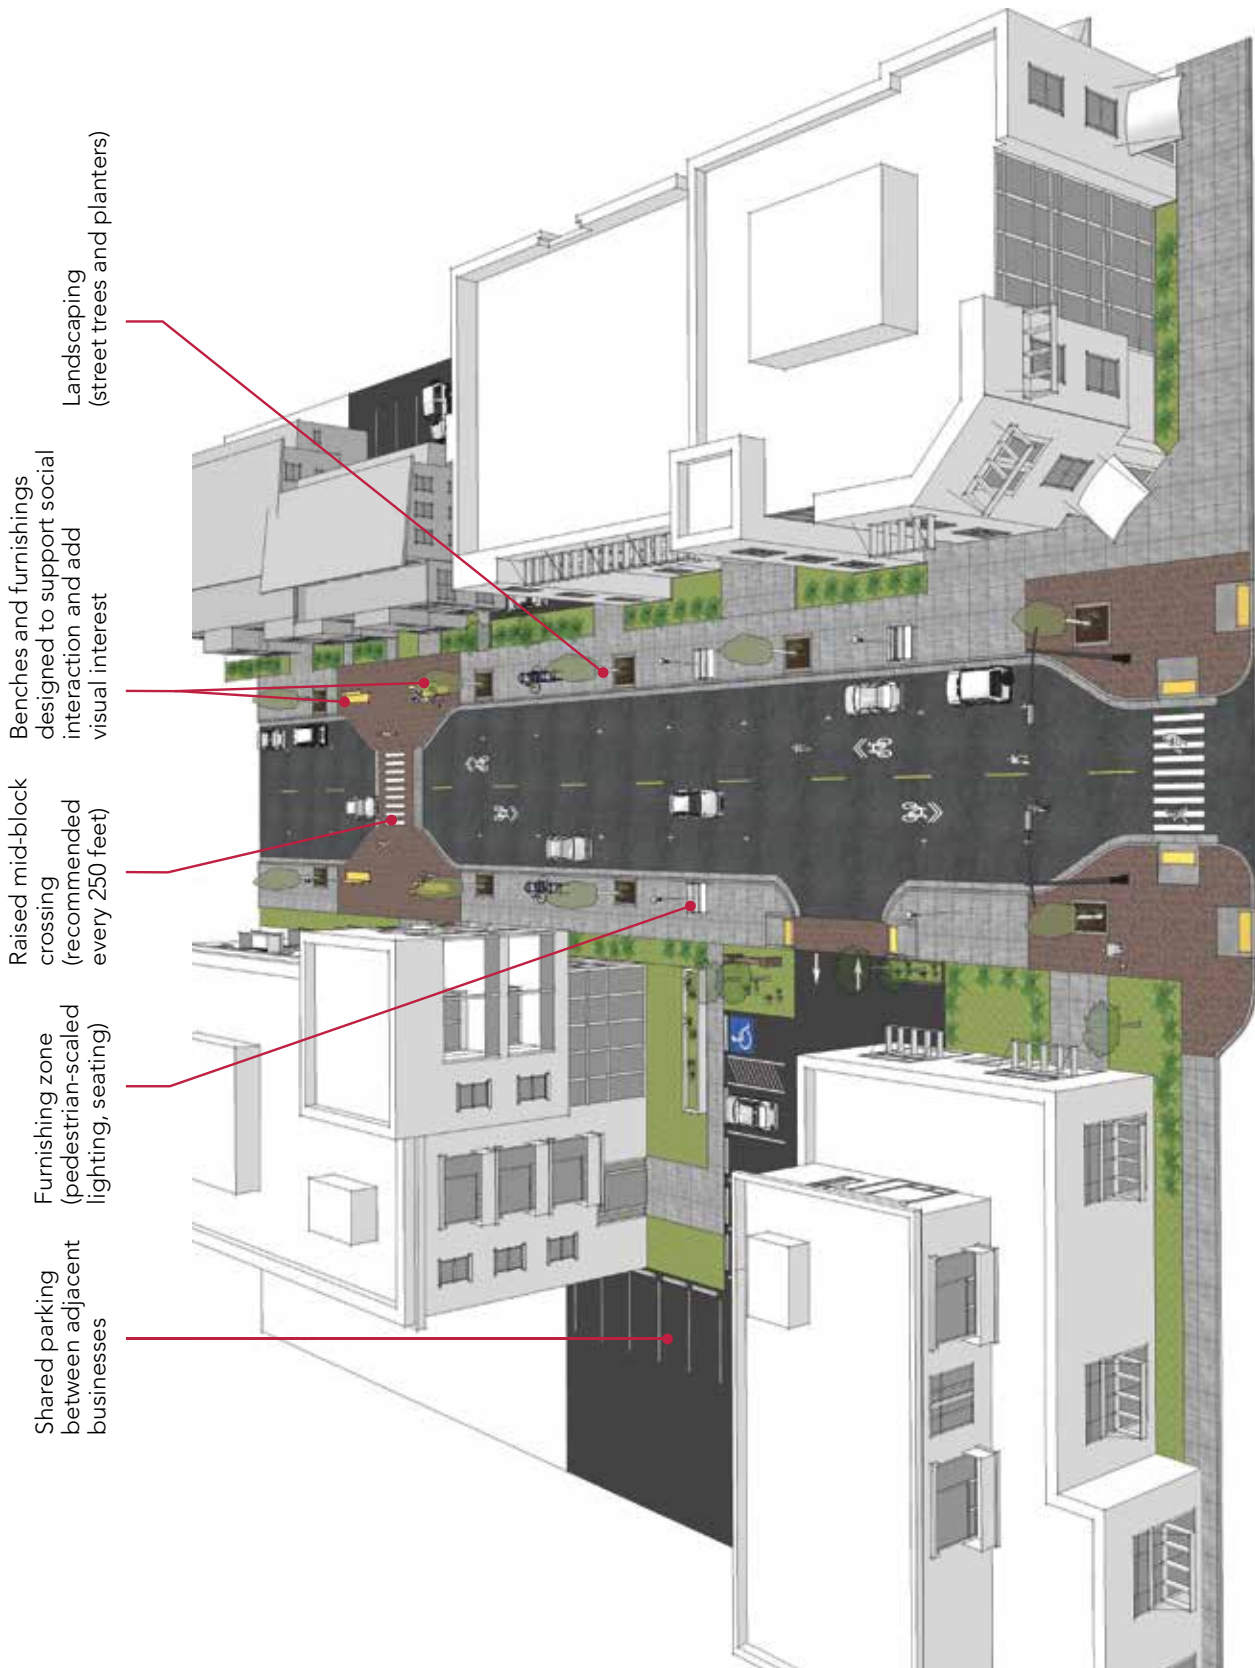 Shared parking
between adjacent
businesses
Furnishing zone
(pedestrian-scaled
lighting, seating)
Raised mid-block
crossing
(recommended
every 250 feet)
Benches and furnishings
designed to support social
interaction and add
visual interest
Landscaping
(street trees and planters)